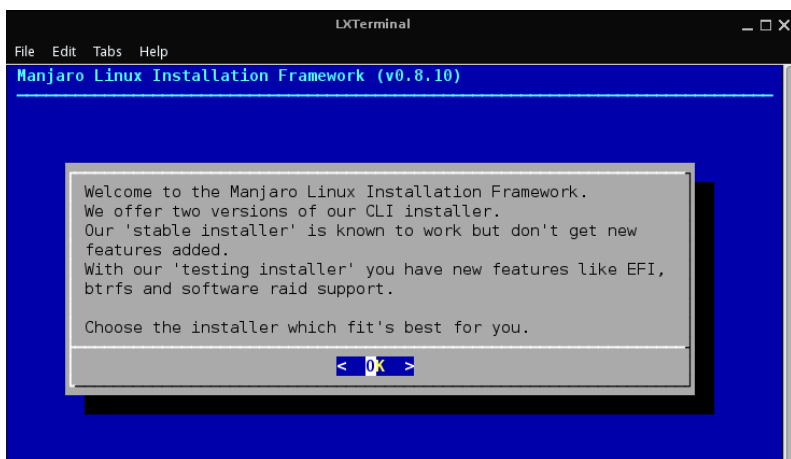 LXTerminal
File Edit Tabs Help
Manjaro Linux Installation Framework (v0.8.10)
Welcome to the Manjaro Linux Installation Framework.
We offer two versions of our CLI installer.
Our 'stable installer' is known to work but don't get new
features added.
With our 'testing installer' you have new features like EFI,
btrfs and software raid support.
Choose the installer which fit's best for you.
< OK >